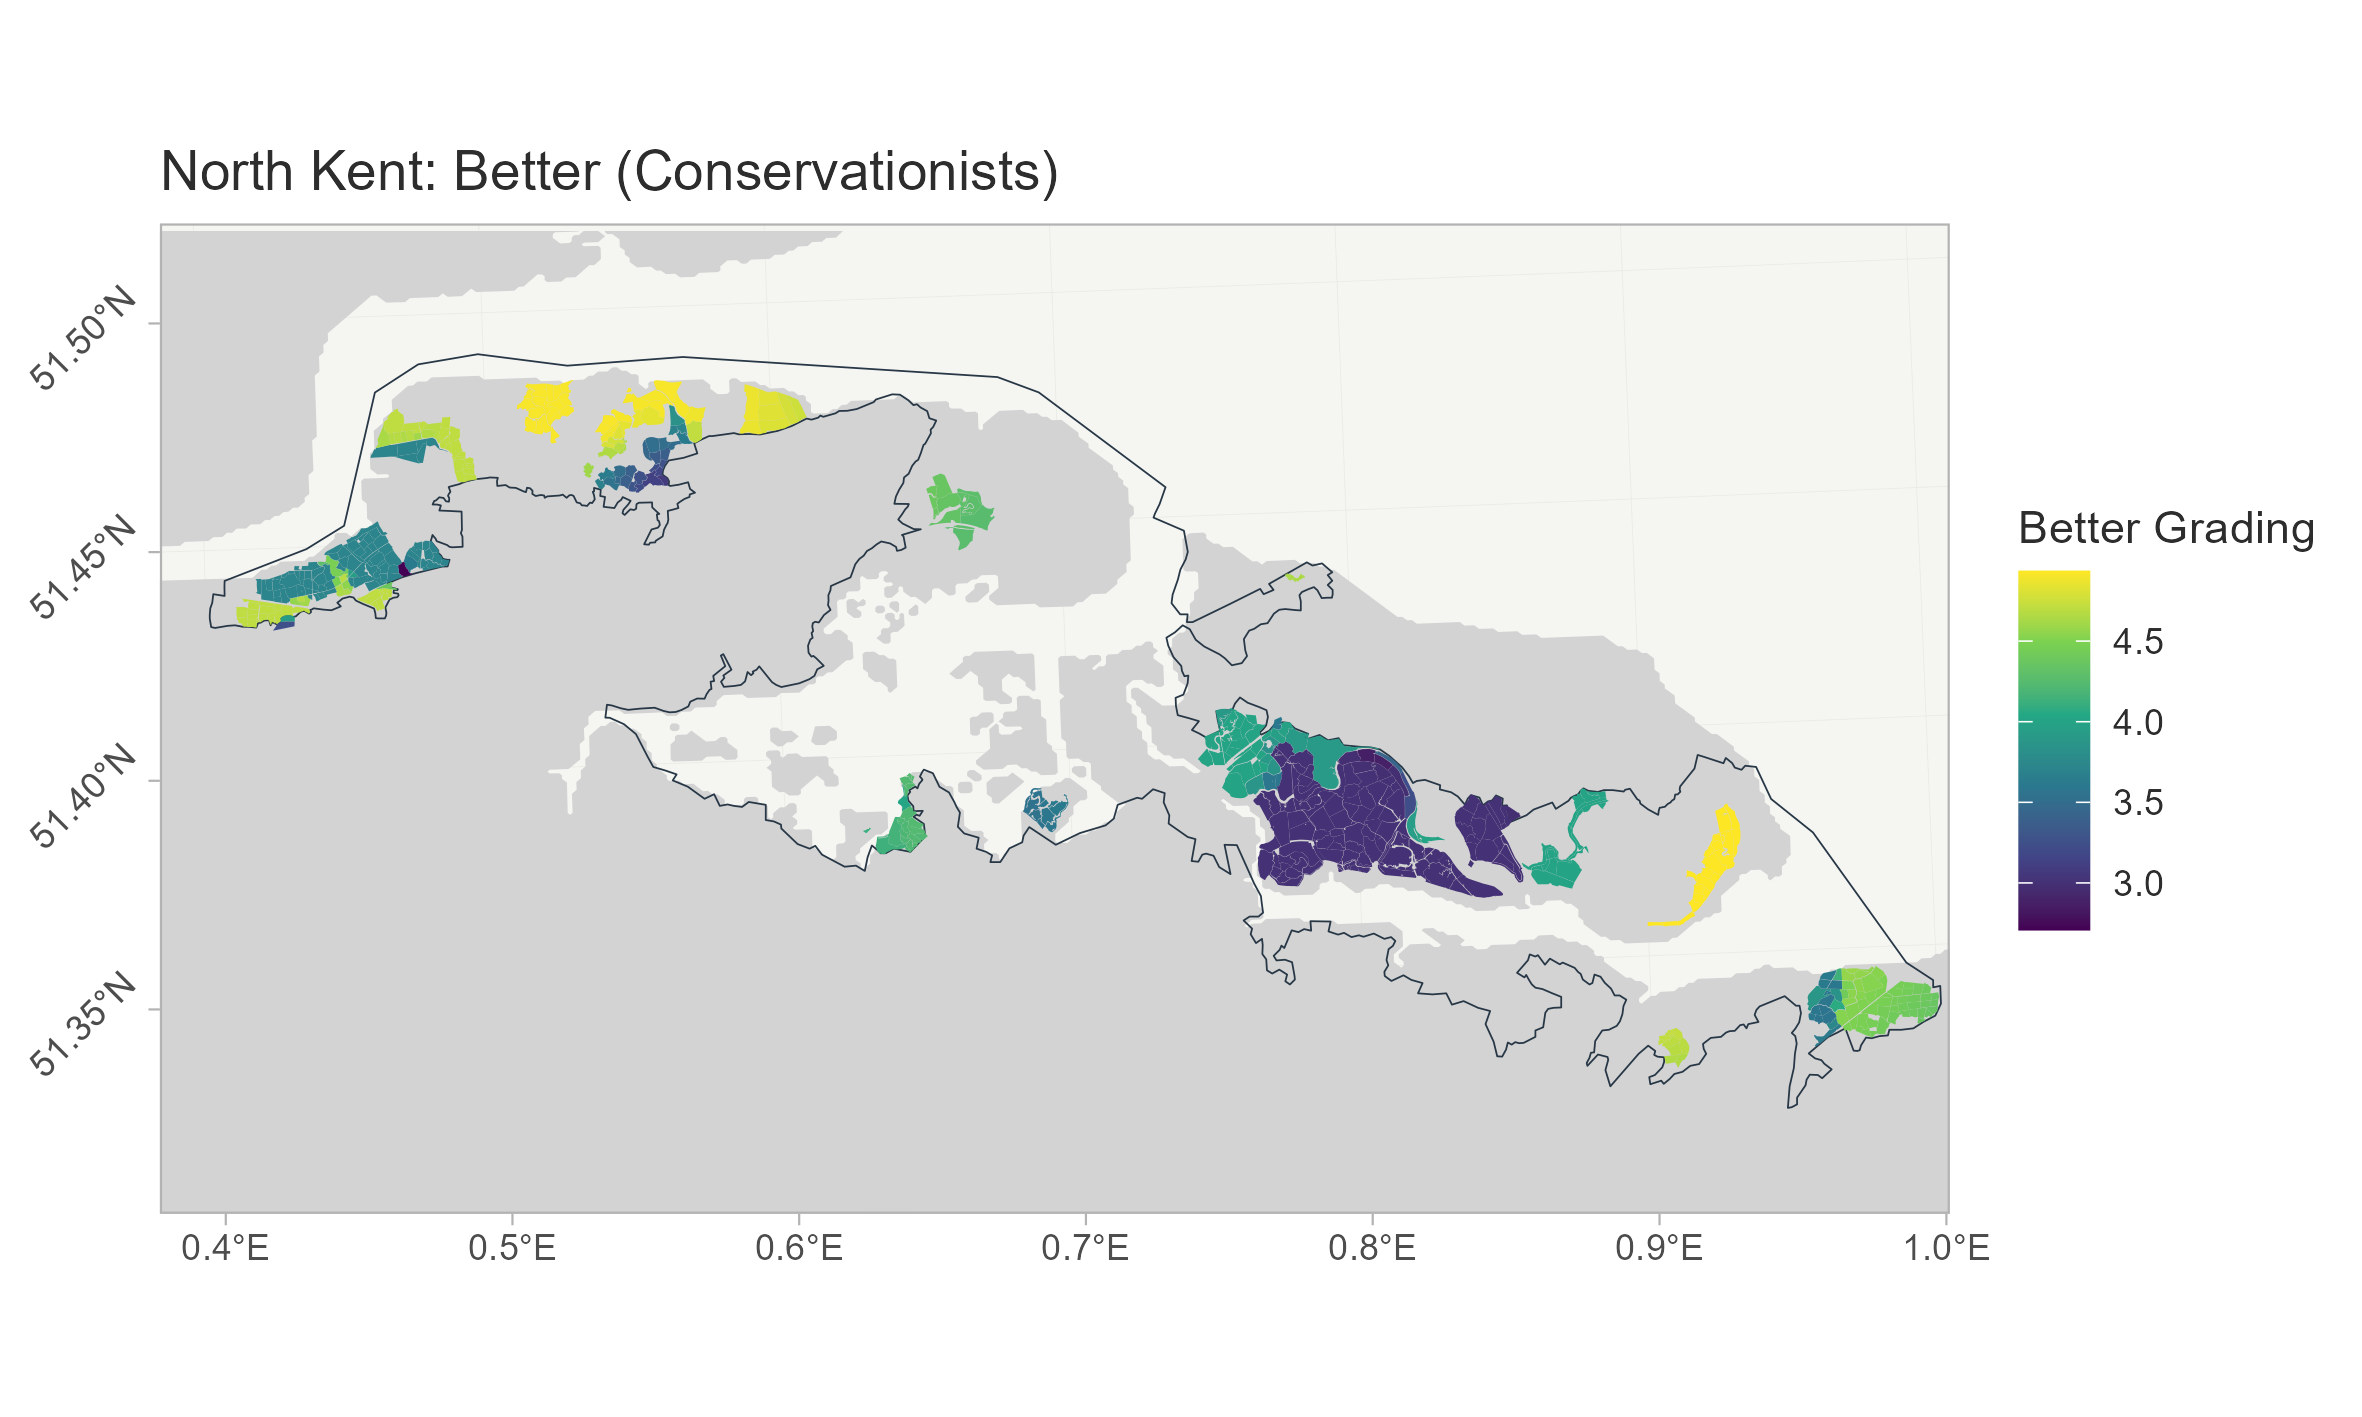 North Kent: Better (Conservationists)
51.50°N
51.45°N
51.40°N
51.35°N
0.4°E
0.5°E
0.6°E
0.7°E
0.8°E
0.9°E
1.0°E
Better Grading
4.5
4.0
3.5
3.0